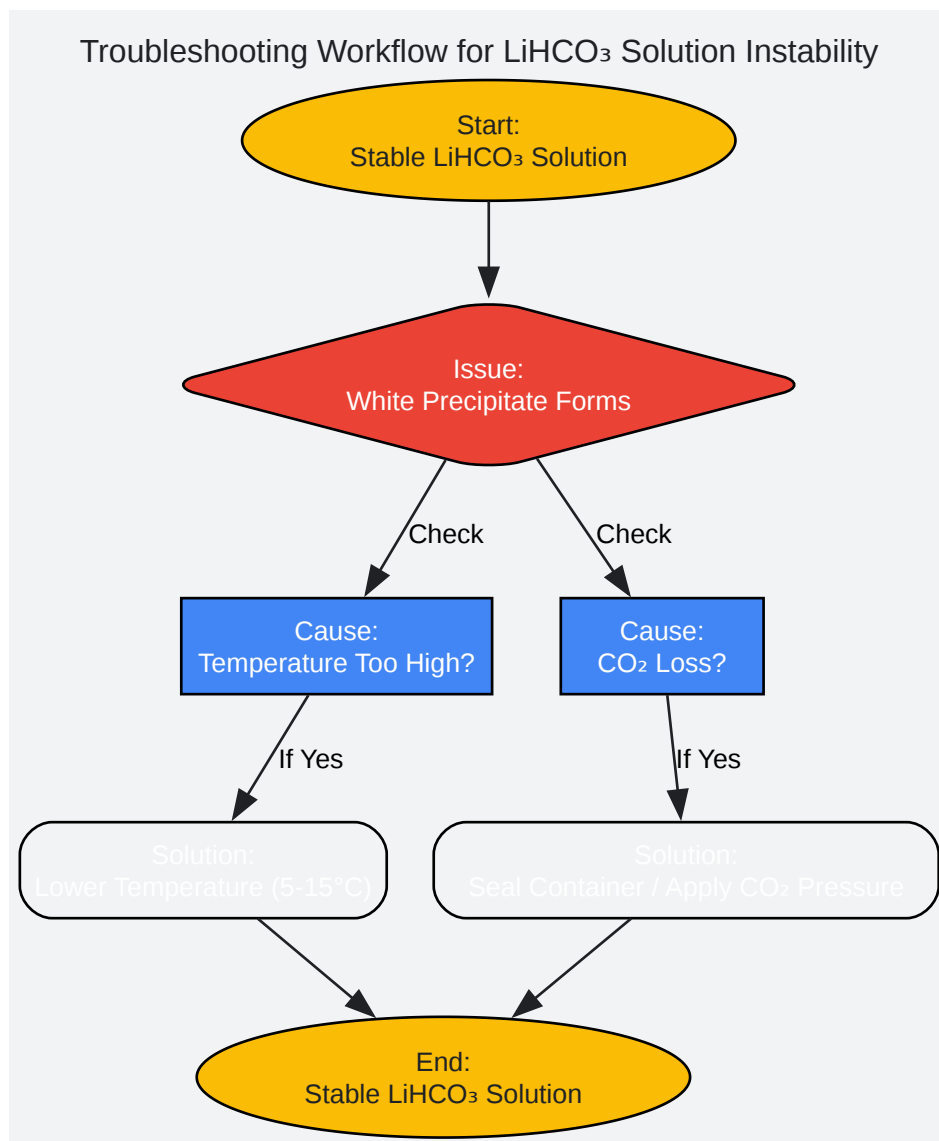 Troubleshooting Workflow for LiHCO₃ Solution Instability
Start:
Stable LiHCO₃ Solution
Issue:
White Precipitate Forms
Check
Check
Cause:
Temperature Too High?
Cause:
CO₂ Loss?
If Yes
If Yes
Solution:
Lower Temperature (5-15°C)
Solution:
Seal Container / Apply CO₂ Pressure
End:
Stable LiHCO₃ Solution